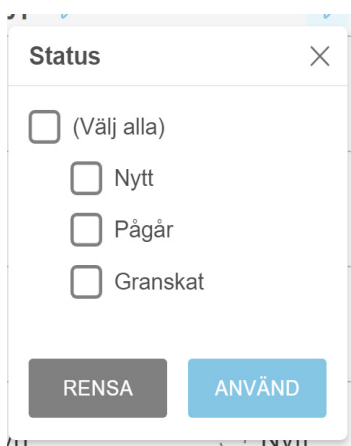 Status
(Välj alla)
Nytt
Pågår
Granskat
RENSA
ANVÄND